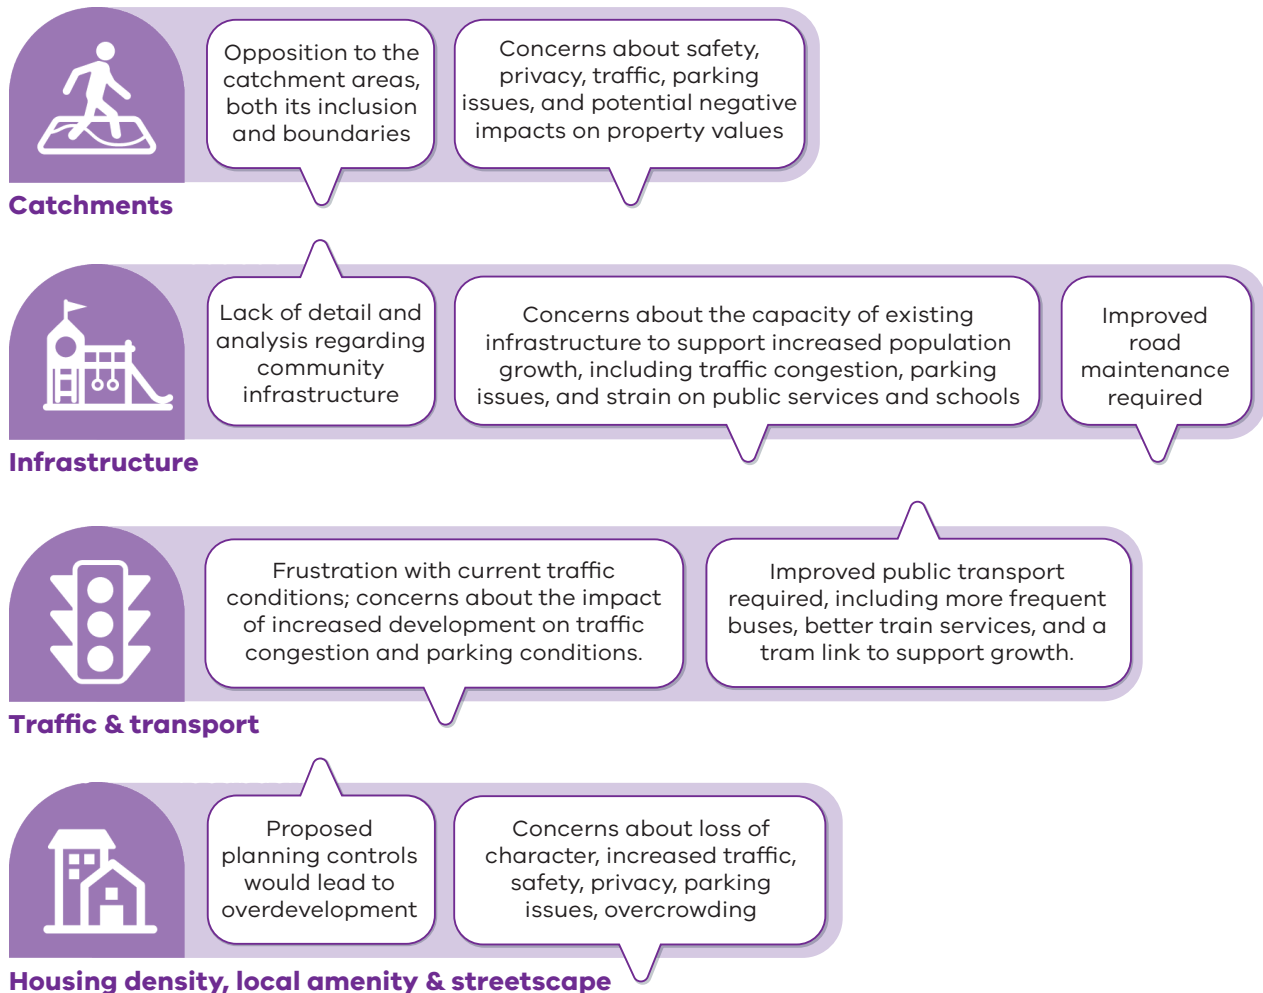 Opposition to the
catchment areas,
both its inclusion
and boundaries
Concerns about safety,
privacy, traffic, parking
issues, and potential negative
impacts on property values
Catchments
Lack of detail and
analysis regarding
community
infrastructure
Concerns about the capacity of existing
infrastructure to support increased population
growth, including traffic congestion, parking
issues, and strain on public services and schools
Improved
road
maintenance
required
Infrastructure
Frustration with current traffic
conditions; concerns about the impact
of increased development on traffic
congestion and parking conditions.
Improved public transport
required, including more frequent
buses, better train services, and a
tram link to support growth.
Traffic & transport
Proposed
planning controls
would lead to
overdevelopment
Concerns about loss of
character, increased traffic,
safety, privacy, parking
issues, overcrowding
Housing density, local amenity & streetscape